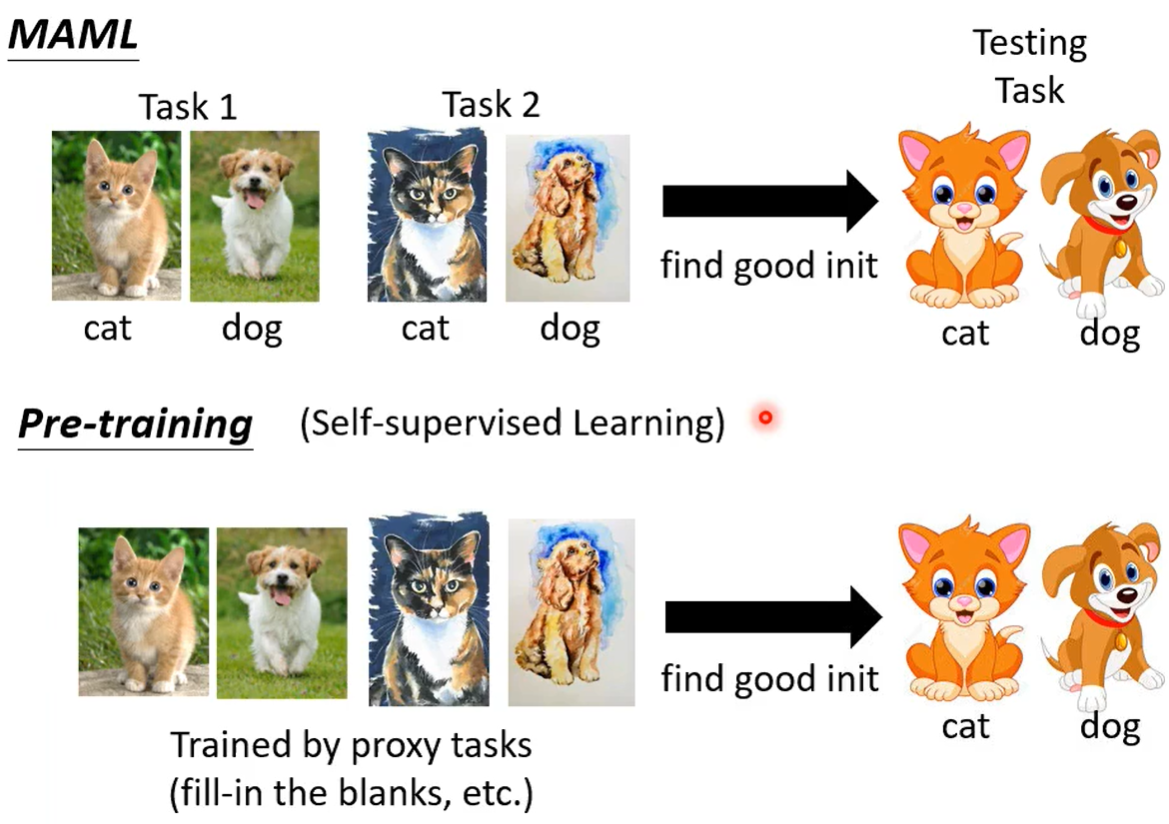 MAML
Testing
Task
Task 1
Task 2
find good init
cat
dog
cat
dog
cat
dog
Pre-training (Self-supervised Learning)
find good init
cat
dog
Trained by proxy tasks
(fill-in the blanks, etc.)